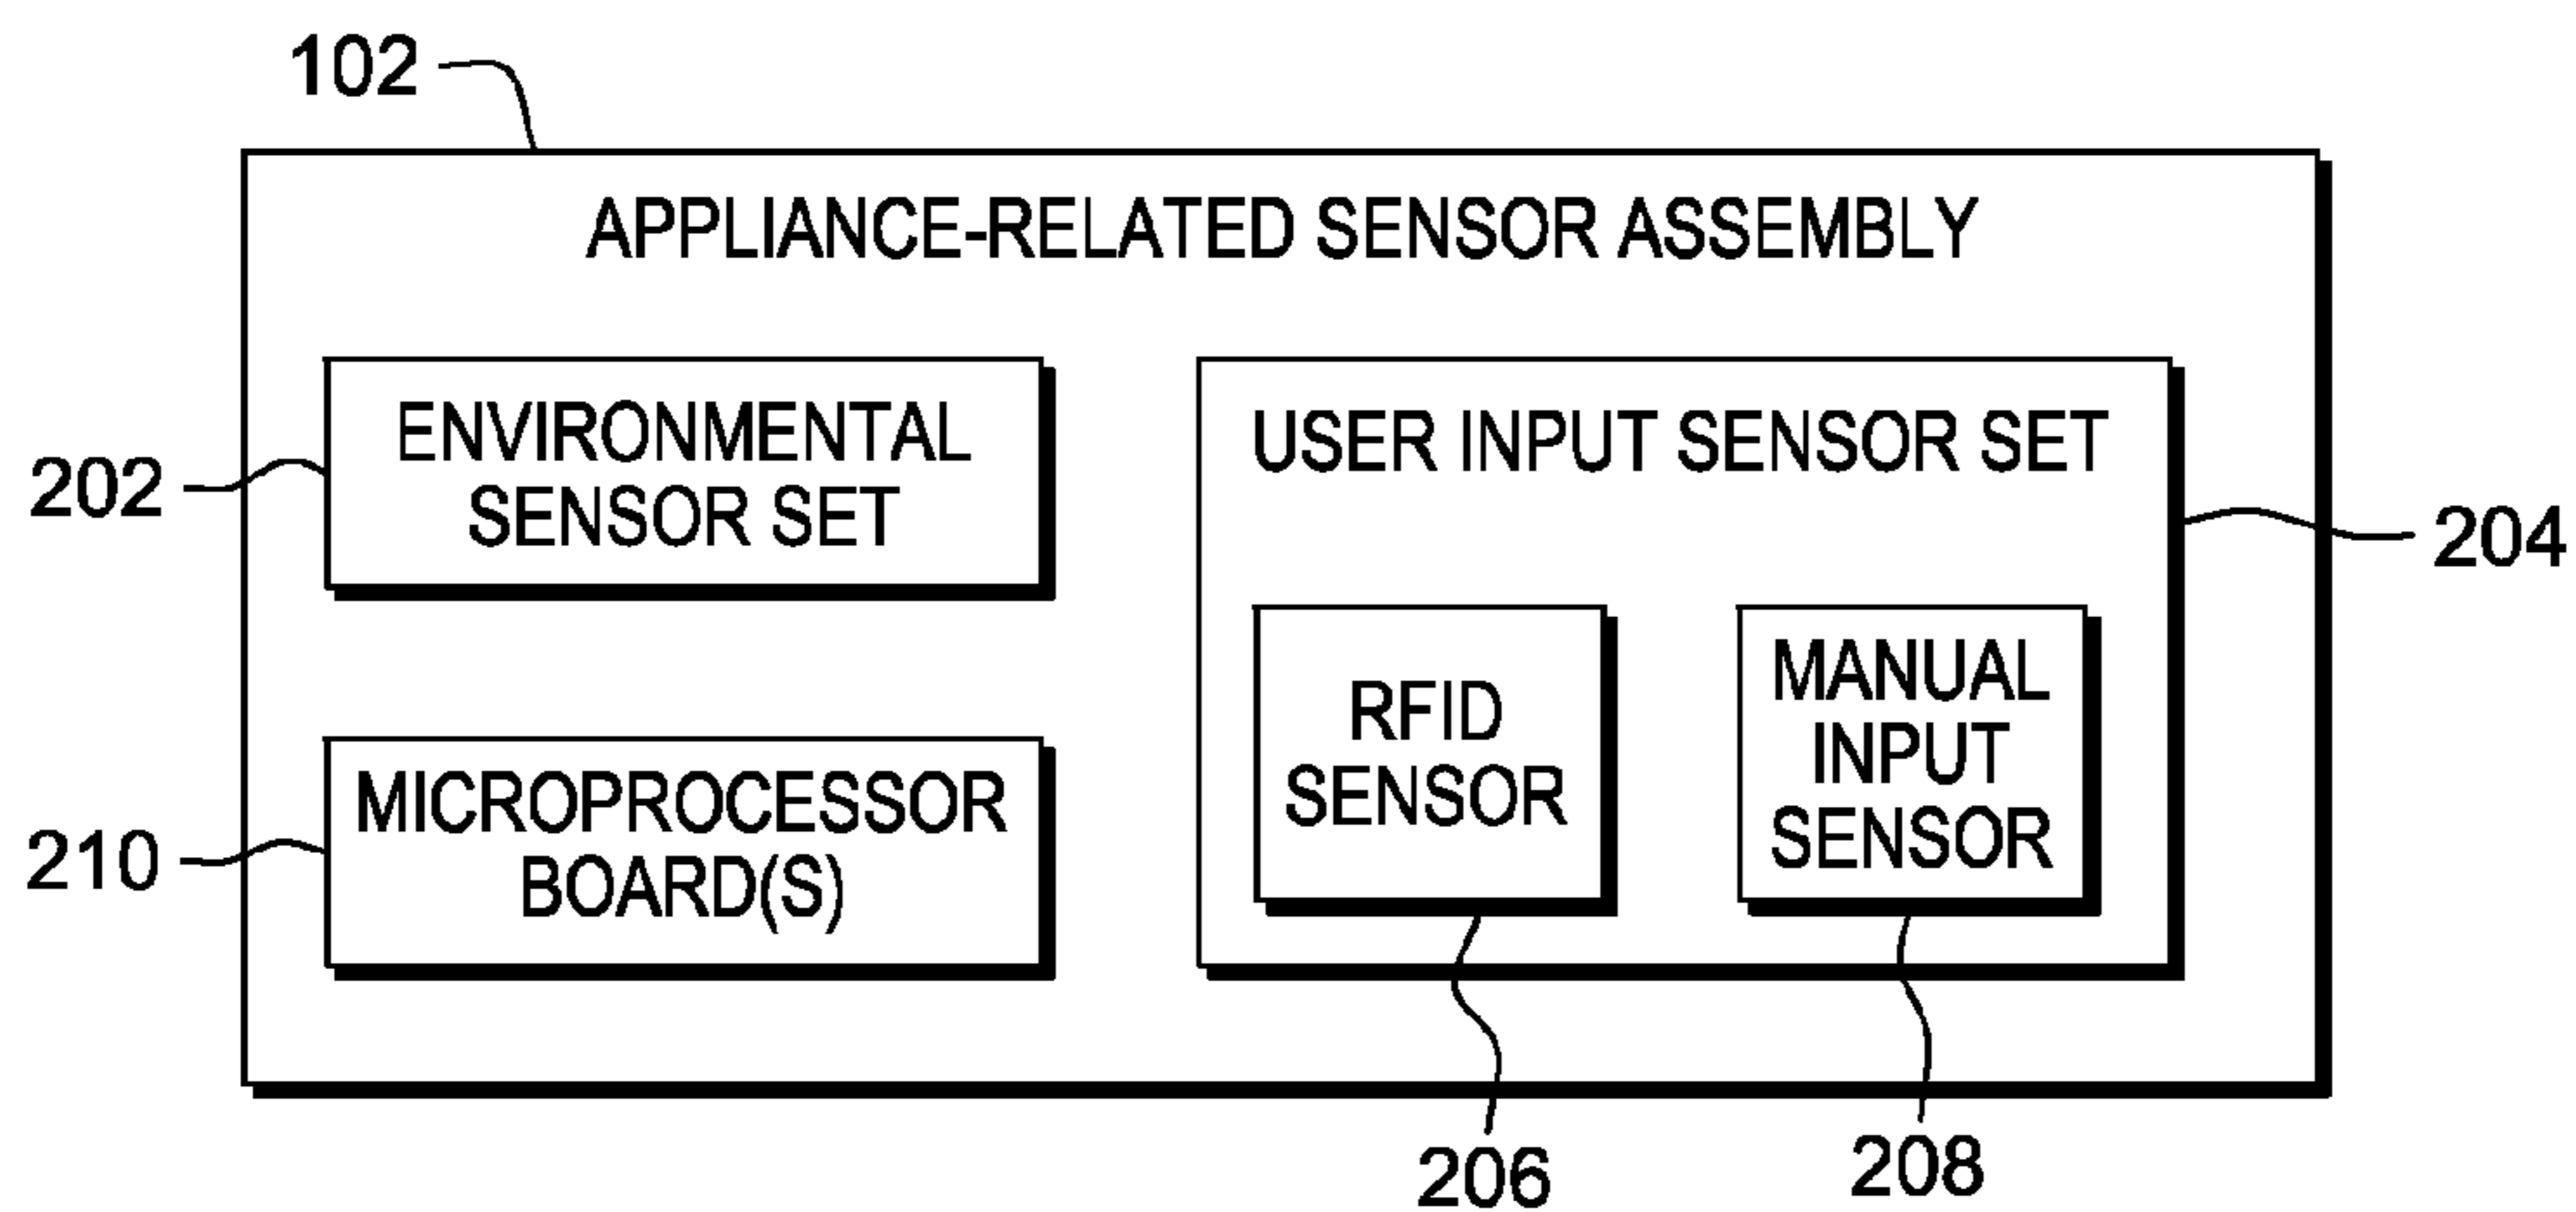 102
APPLIANCE-RELATED SENSOR ASSEMBLY
ENVIRONMENTAL
SENSOR SET
202
USER INPUT SENSOR SET
204
RFID
SENSOR
MANUAL
INPUT
SENSOR
MICROPROCESSOR
BOARD(S)
210
206
208